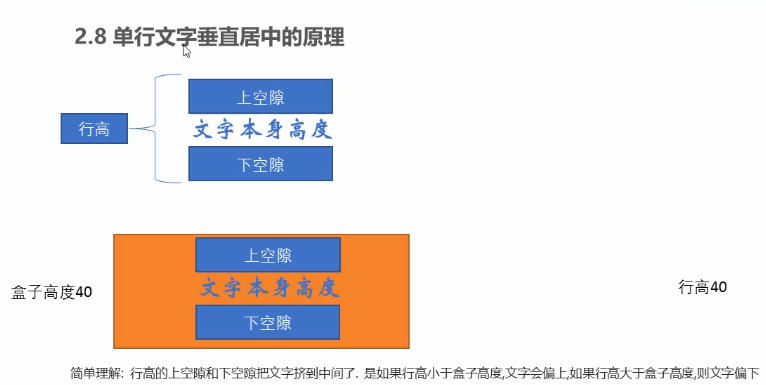 2.8 单行文字垂直居中的原理
上空隙
行高
文字本身高度
下空隙
上空隙
盒子高度40
文字本身高度
行高40
下空隙
简单理解: 行高的上空隙和下空隙把文字挤到中间了. 是如果行高小于盒子高度,文字会偏上,如果行高大于盒子高度,则文字偏下